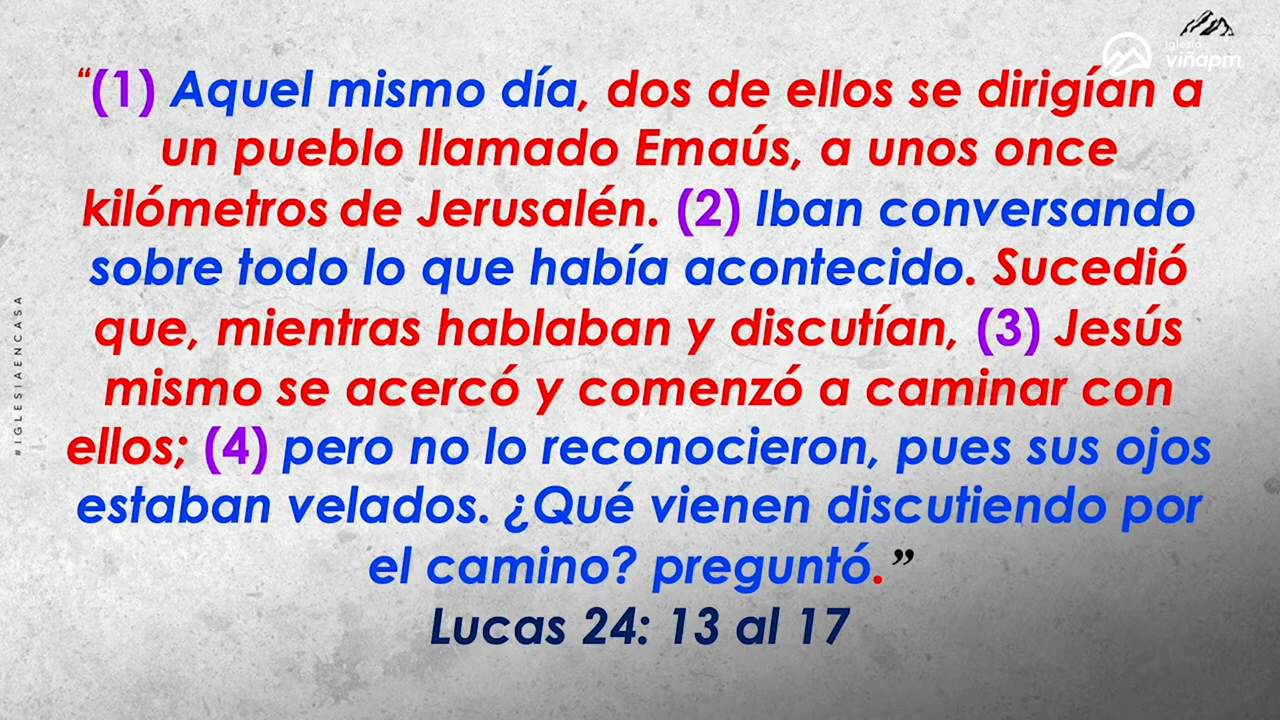 Iglesia
viñapm
“(1) Aquel mismo día, dos de ellos se dirigían a
un pueblo llamado Emaús, a unos once
kilómetros de Jerusalén. (2) Iban conversando
sobre todo lo que había acontecido. Sucedió
que, mientras hablaban y discutían, (3) Jesús
mismo se acercó y comenzó a caminar con
ellos; (4) pero no lo reconocieron, pues sus ojos
estaban velados. ¿Qué vienen discutiendo por
el camino? preguntó.”
Lucas 24: 13 al 17
#IGLESIAENCASA